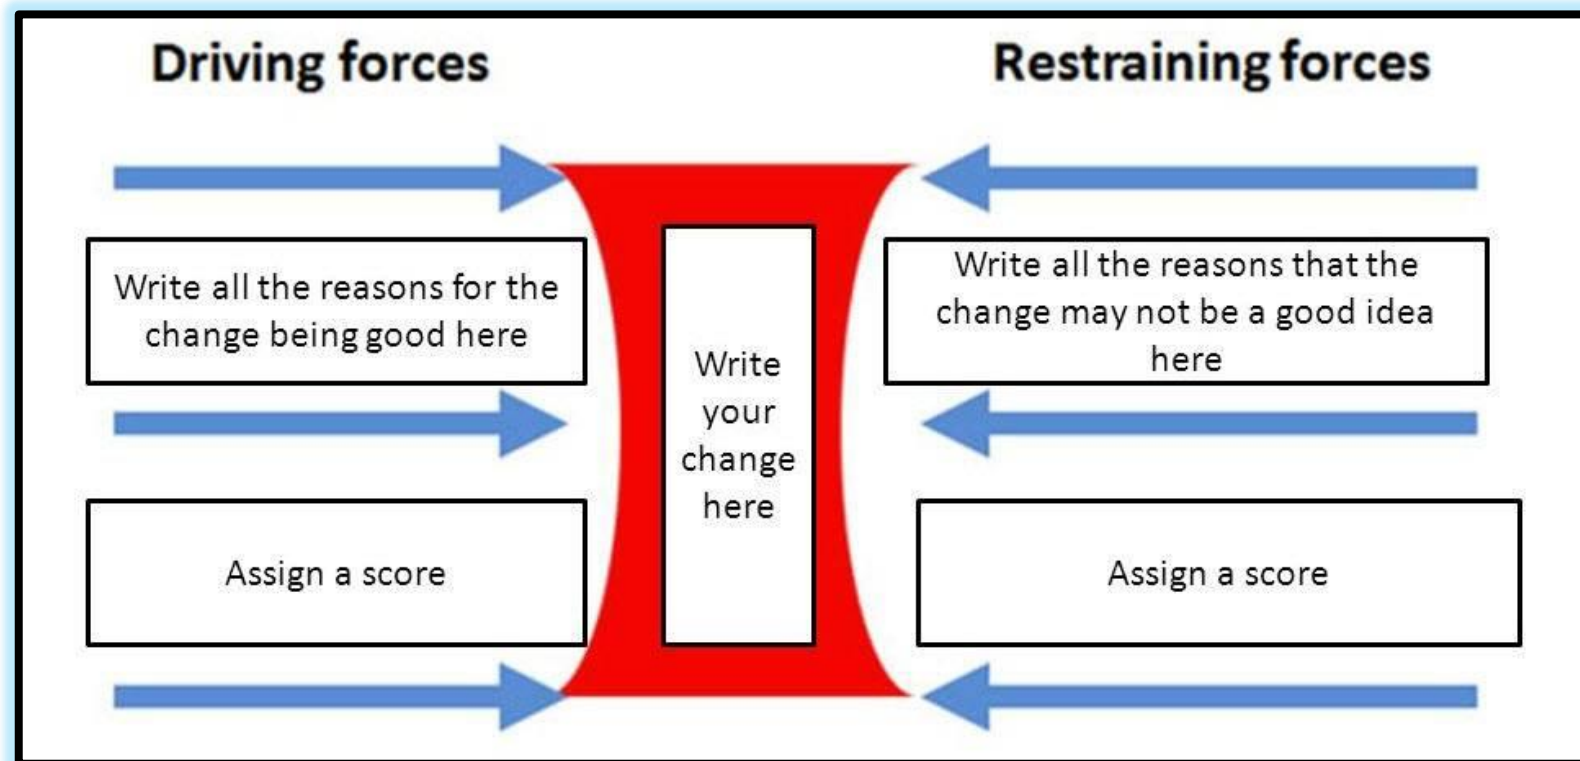 Driving forces
Restraining forces
Write all the reasons for the
change being good here
Write
your
change
here
Write all the reasons that the
change may not be a good idea
here
Assign a score
Assign a score